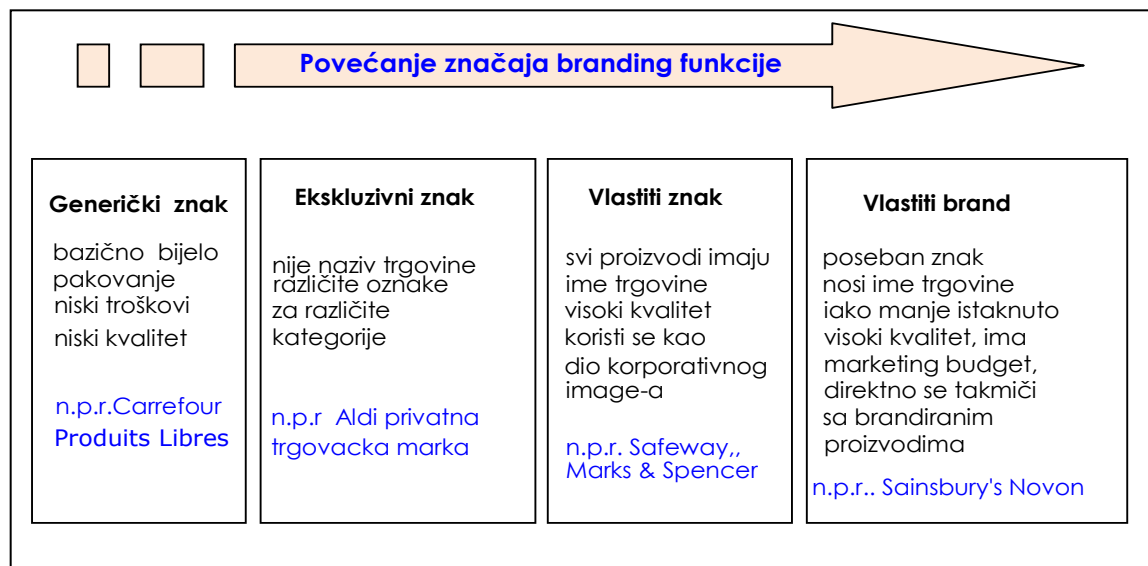 Povećanje značaja branding funkcije
Generički znak
bazično bijelo
pakovanje
niski troškovi
niski kvalitet
n.p.r.Carrefour
Produits Libres
Ekskluzivni znak
nije naziv trgovine
različite oznake
za različite
kategorije
n.p.r Aldi privatna
trgovacka marka
Vlastiti znak
svi proizvodi imaju
ime trgovine
visoki kvalitet
koristi se kao
dio korporativnog
image-a
n.p.r. Safeway,,
Marks & Spencer
Vlastiti brand
poseban znak
nosi ime trgovine
iako manje istaknuto
visoki kvalitet, ima
marketing budget,
direktno se takmiči
sa brandiranim
proizvodima
n.p.r.. Sainsbury's Novon